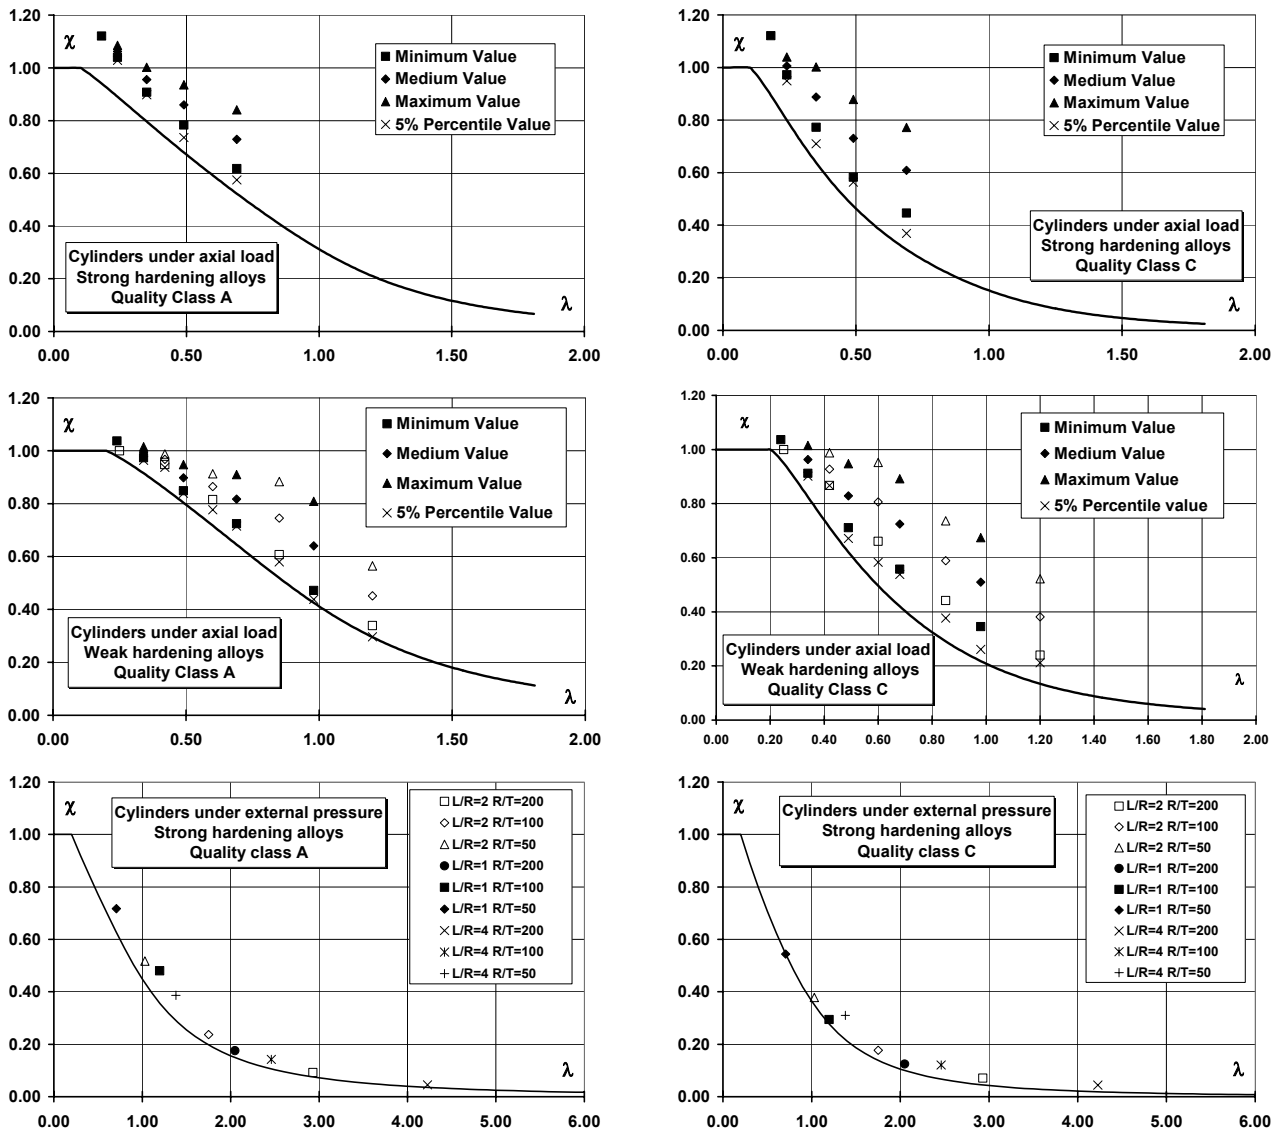 1.20
1.00
0.80
0.60
0.40
0.20
0.00
χ
Minimum Value
Medium Value
Maximum Value
5% Percentile Value
Cylinders under axial load
Strong hardening alloys
Quality Class A
λ
0.00 0.50 1.00 1.50 2.00
1.20
1.00
0.80
0.60
0.40
0.20
0.00
χ
Minimum Value
Medium Value
Maximum Value
5% Percentile Value
Cylinders under axial load
Strong hardening alloys
Quality Class C
λ
0.00 0.50 1.00 1.50 2.00
1.20
1.00
0.80
0.60
0.40
0.20
0.00
χ
Minimum Value
Medium Value
Maximum Value
5% Percentile Value
Cylinders under axial load
Weak hardening alloys
Quality Class A
λ
0.00 0.50 1.00 1.50 2.00
1.20
1.00
0.80
0.60
0.40
0.20
0.00
χ
Minimum Value
Medium Value
Maximum Value
5% Percentile value
Cylinders under axial load
Weak hardening alloys
Quality Class C
λ
0.00 0.20 0.40 0.60 0.80 1.00 1.20 1.40 1.60 1.80 2.00
1.20
1.00
0.80
0.60
0.40
0.20
0.00
χ
Cylinders under external pressure
Strong hardening alloys
Quality class A
L/R=2 R/T=200
L/R=2 R/T=100
L/R=2 R/T=50
L/R=1 R/T=200
L/R=1 R/T=100
L/R=1 R/T=50
L/R=4 R/T=200
L/R=4 R/T=100
L/R=4 R/T=50
λ
0.00 1.00 2.00 3.00 4.00 5.00 6.00
1.20
1.00
0.80
0.60
0.40
0.20
0.00
χ
Cylinders under external pressure
Strong hardening alloys
Quality class C
L/R=2 R/T=200
L/R=2 R/T=100
L/R=2 R/T=50
L/R=1 R/T=200
L/R=1 R/T=100
L/R=1 R/T=50
L/R=4 R/T=200
L/R=4 R/T=100
L/R=4 R/T=50
λ
0.00 1.00 2.00 3.00 4.00 5.00 6.00